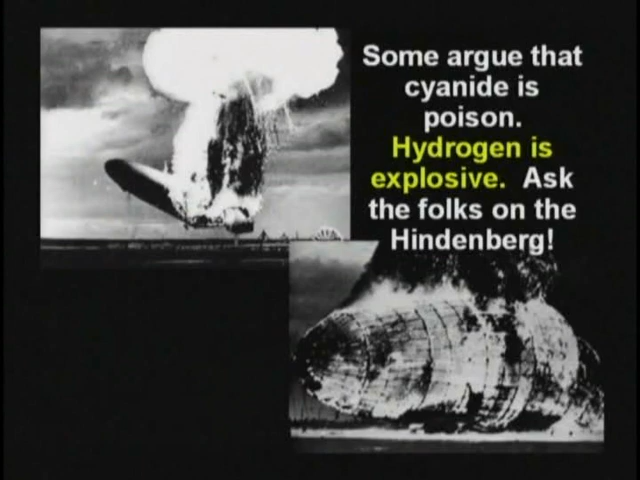 Some argue that
cyanide is
poison.
Hydrogen is
explosive. Ask
the folks on the
Hindenberg!